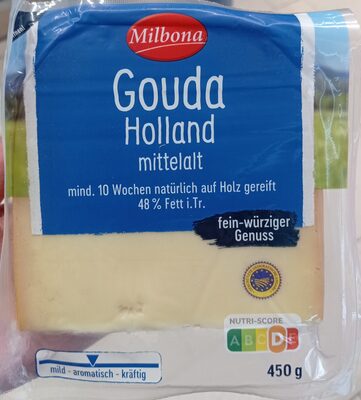 Milbona
Gouda
Holland
mittelalt
mind. 10 Wochen natürlich auf Holz gereift
48 % Fett i.Tr.
fein-würziger
Genuss
NUTRI-SCORE
A B C D E
mild - aromatisch - kräftig
450 g